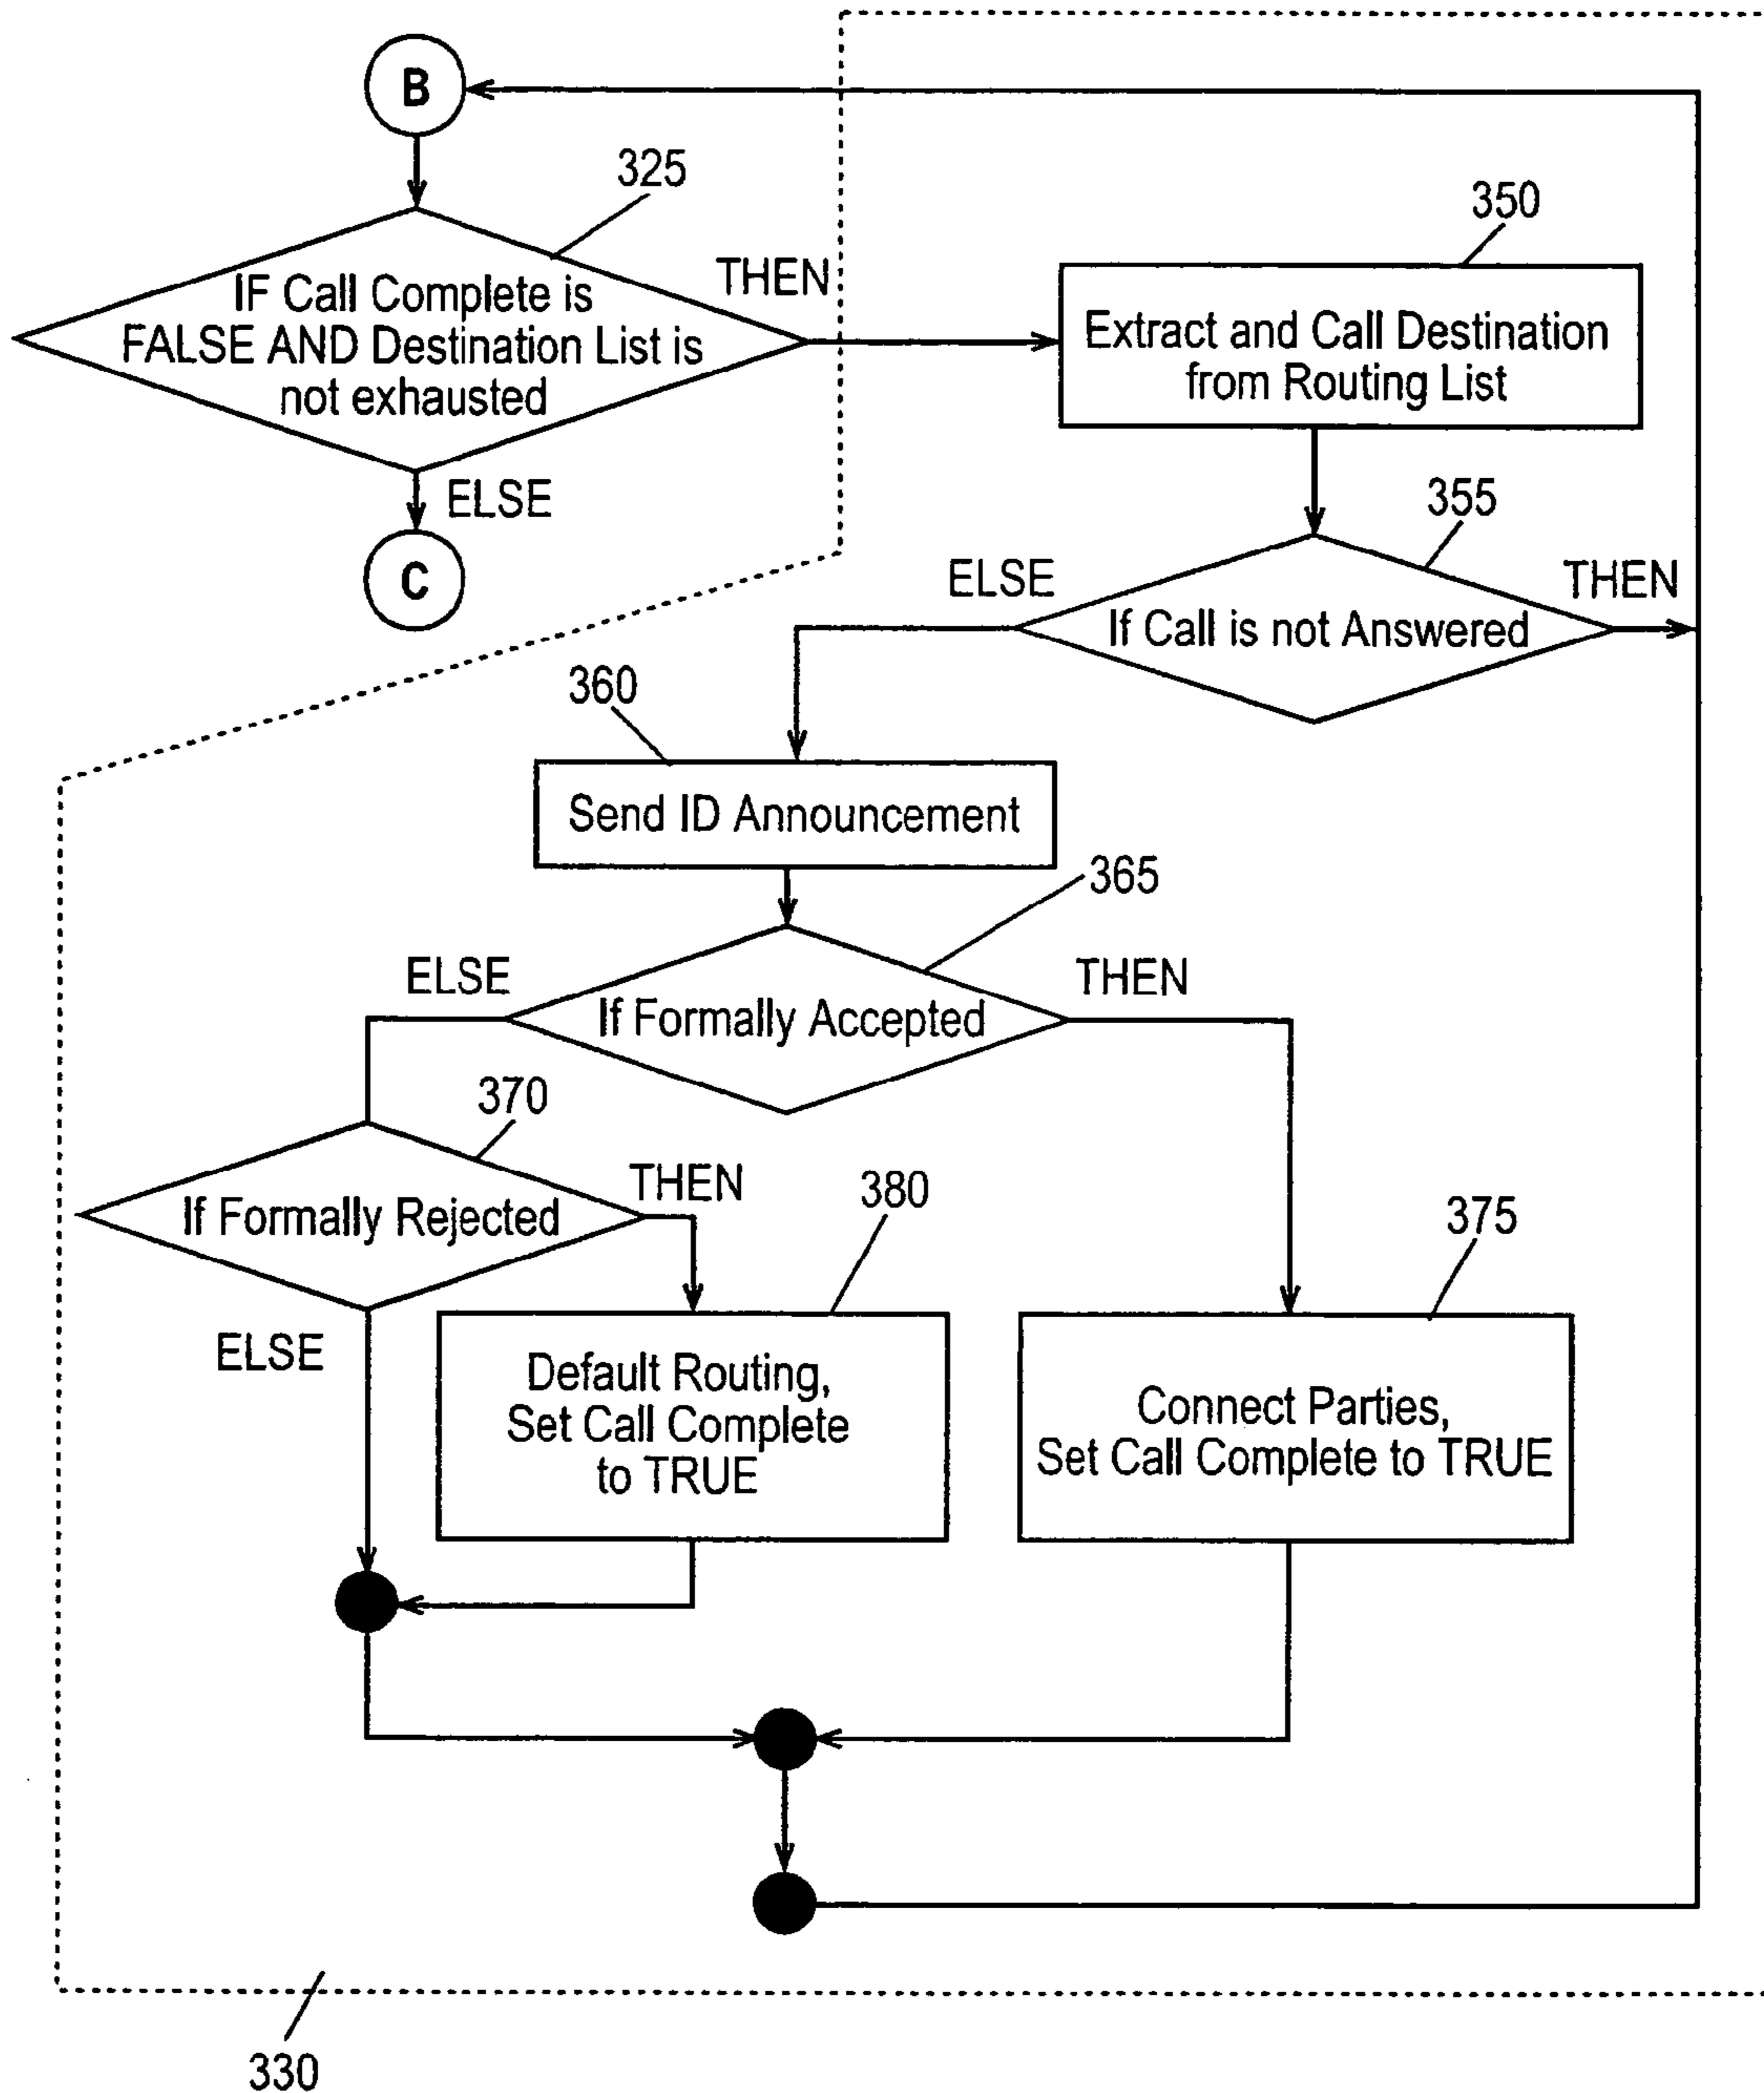 B
325
350
IF Call Complete is
FALSE AND Destination List is
not exhausted
THEN
Extract and Call Destination
from Routing List
ELSE
C
355
ELSE
THEN
If Call is not Answered
360
Send ID Announcement
365
ELSE
THEN
If Formally Accepted
370
THEN
380
375
If Formally Rejected
ELSE
Default Routing,
Set Call Complete
to TRUE
Connect Parties,
Set Call Complete to TRUE
330